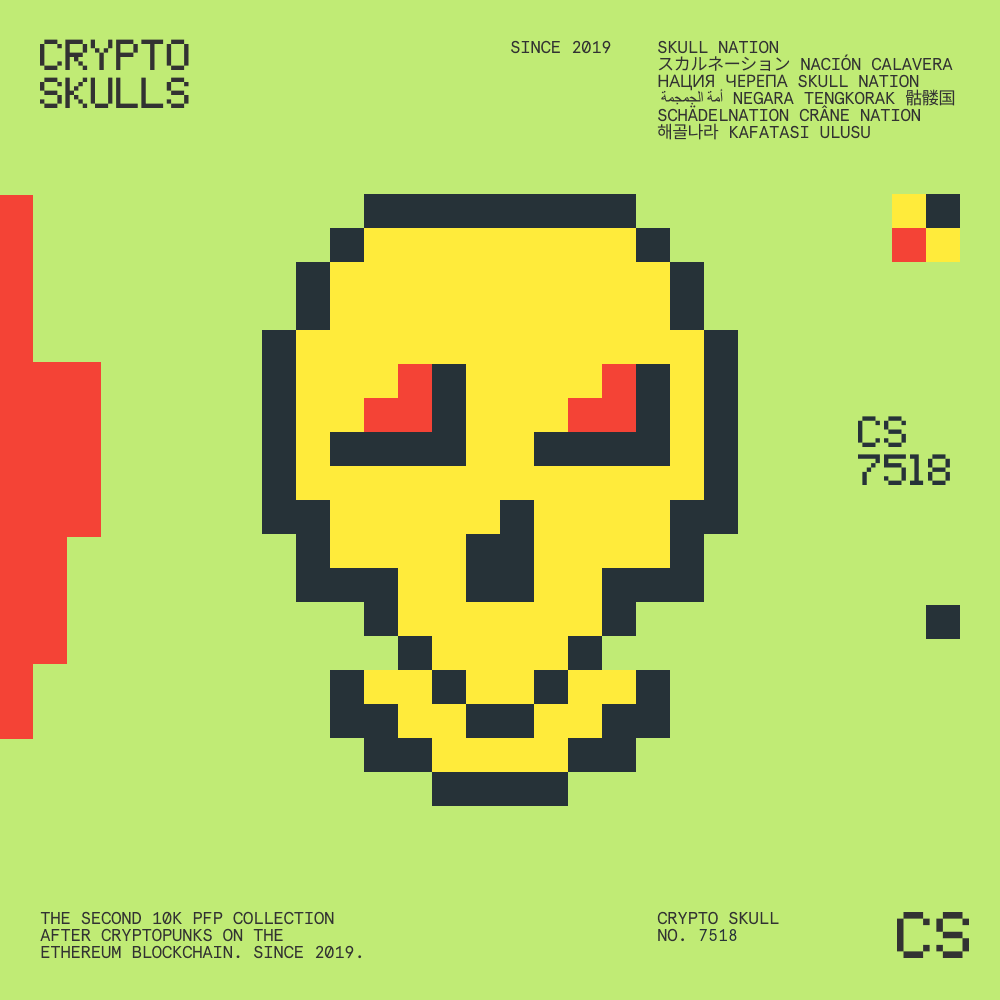 CRYPTO
SKULLS
SINCE 2019
SKULL NATION
スカルネーション NACIÓN CALAVERA
НАЦИЯ ЧЕРЕПА SKULL NATION
أمة الجمجمة NEGARA TENGKORAK 骷髅国
SCHÄDELNATION CRÂNE NATION
해골나라 KAFATASI ULUSU
CS
7518
THE SECOND 10K PFP COLLECTION
AFTER CRYPTOPUNKS ON THE
ETHEREUM BLOCKCHAIN. SINCE 2019.
CRYPTO SKULL
NO. 7518
CS